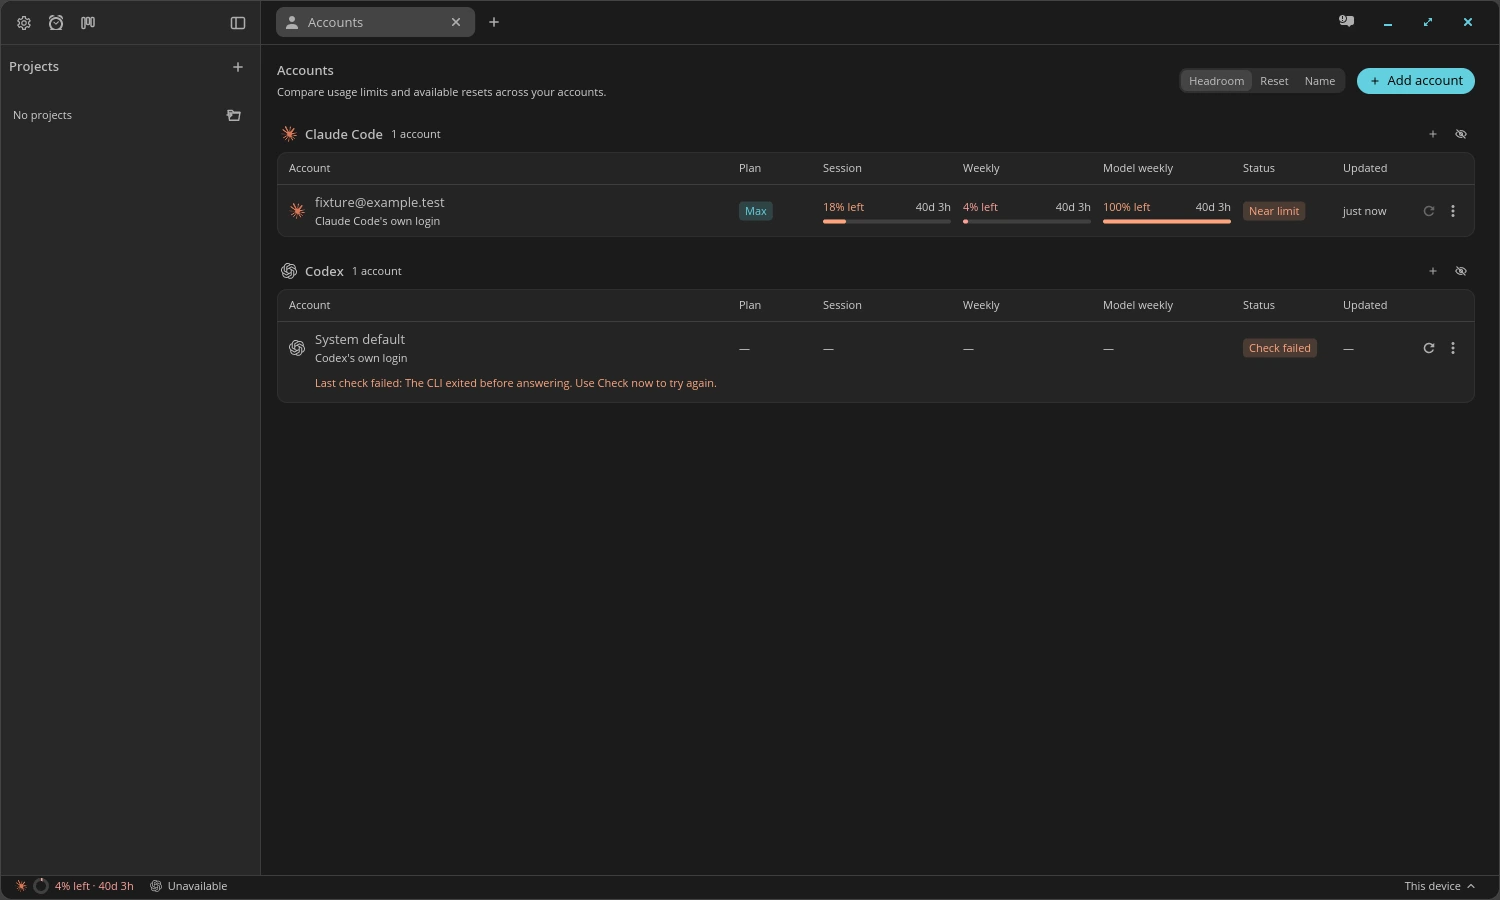 Accounts
Projects
No projects
Accounts
Compare usage limits and available resets across your accounts.
Headroom Reset Name
+ Add account
Claude Code 1 account
Account Plan Session Weekly Model weekly Status Updated
fixture@example.test
Claude Code's own login
Max
18% left 40d 3h
4% left 40d 3h
100% left 40d 3h
Near limit
just now
Codex 1 account
Account Plan Session Weekly Model weekly Status Updated
System default
Codex's own login
— — — — Check failed —
Last check failed: The CLI exited before answering. Use Check now to try again.
4% left · 40d 3h Unavailable
This device